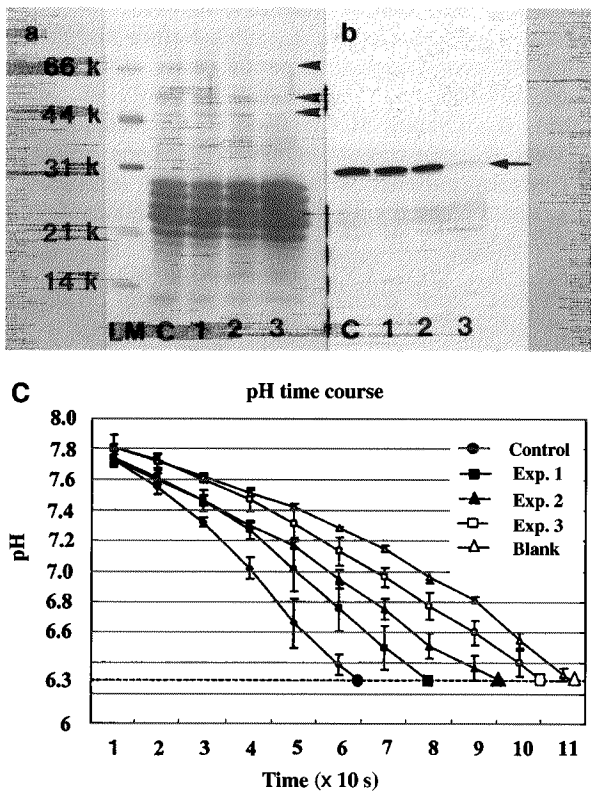 a
b
66 k
44 k
31 k
21 k
14 k
LM C 1 2 3
C 1 2 3
C
pH time course
8.0
7.8
7.6
7.4
7.2
7.0
6.8
6.6
6.3
6
pH
Control
Exp. 1
Exp. 2
Exp. 3
Blank
1 2 3 4 5 6 7 8 9 10 11
Time (x 10 s)